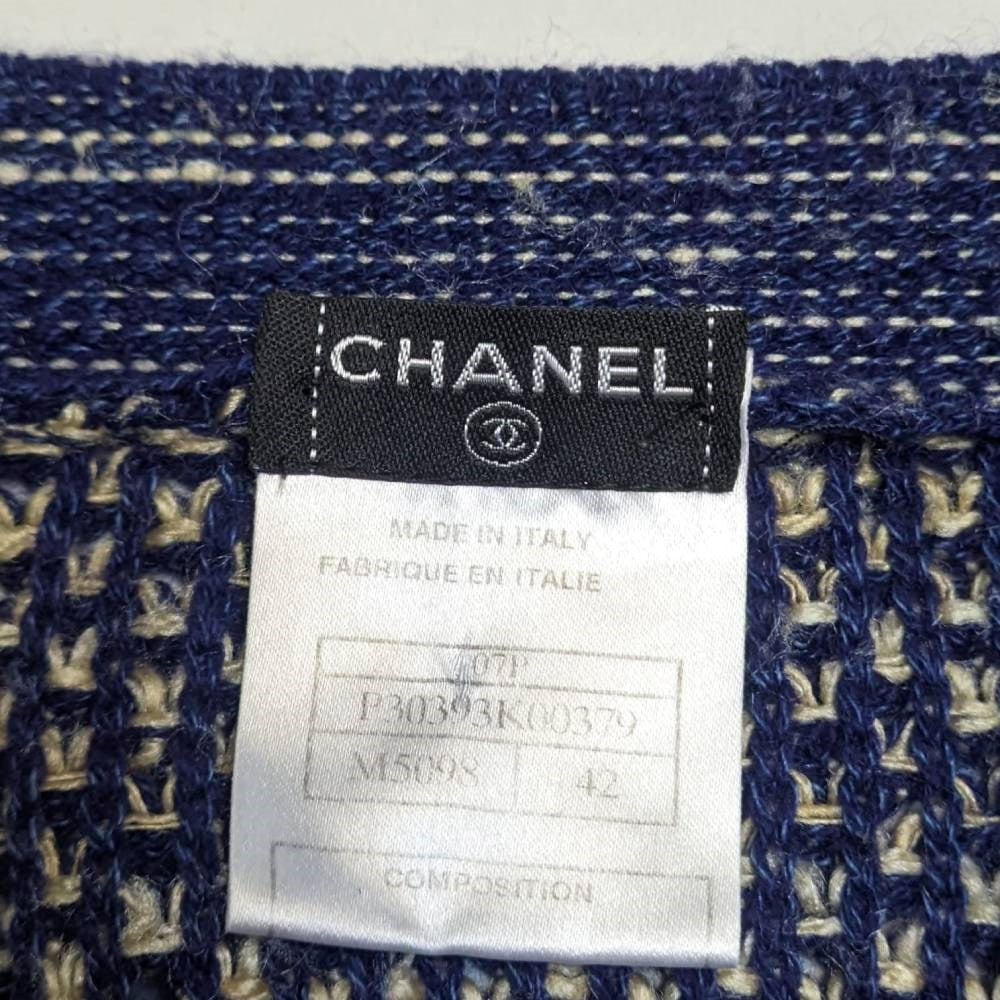 CHANEL
MADE IN ITALY
FABRIQUE EN ITALIE
07P
P30393K00379
M5098 42
COMPOSITION